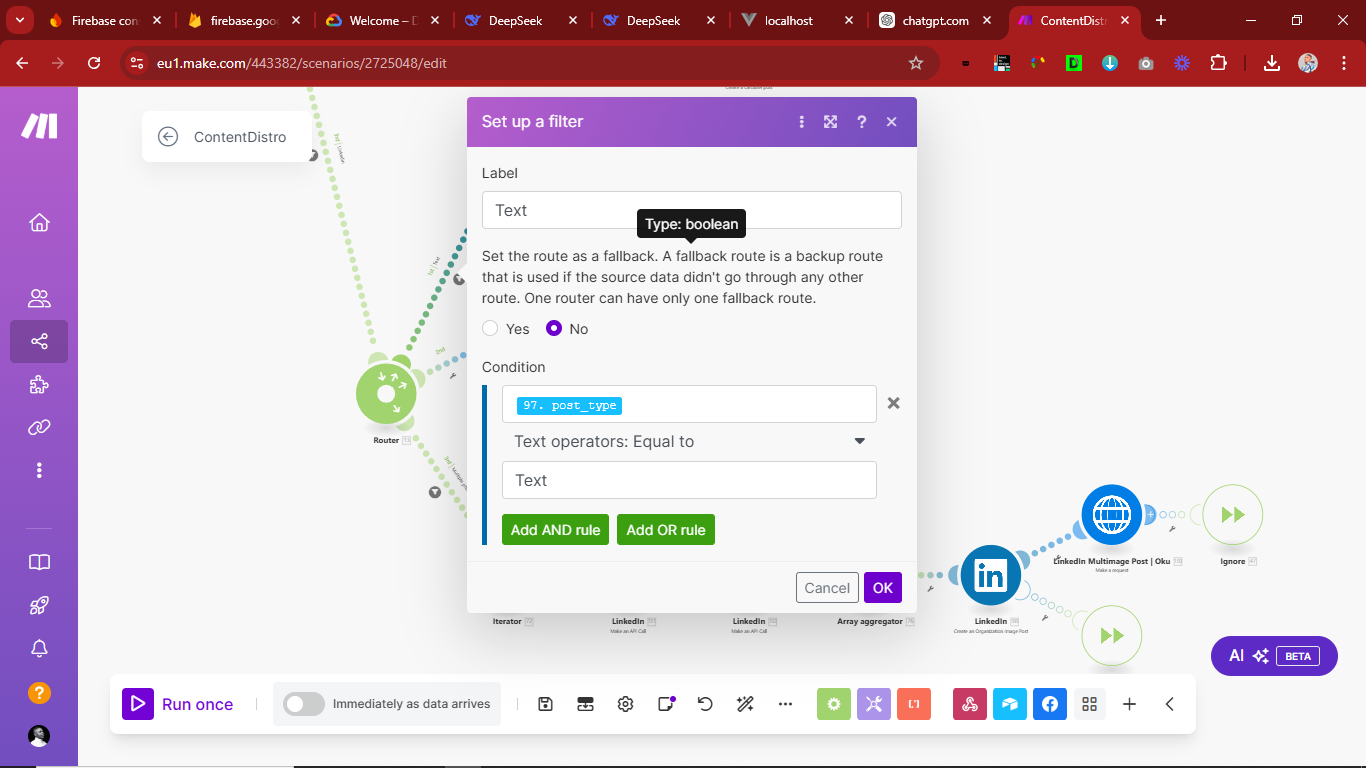 Firebase con
firebase.goo
Welcome – D
DeepSeek
DeepSeek
localhost
chatgpt.com
ContentDistr
eu1.make.com/443382/scenarios/2725048/edit
ContentDistro
Set up a filter
Label
Text
Type: boolean
Set the route as a fallback. A fallback route is a backup route
that is used if the source data didn't go through any other
route. One router can have only one fallback route.
Yes
No
Condition
97. post_type
Text operators: Equal to
Text
Add AND rule
Add OR rule
Cancel
OK
1st
Text
2nd
3rd
Router
Iterator
LinkedIn
Make an API Call
LinkedIn
Make an API Call
Array aggregator
LinkedIn
Create an Organization Image Post
LinkedIn Multimage Post | Oku
Make a request
Ignore
AI
BETA
Run once
Immediately as data arrives